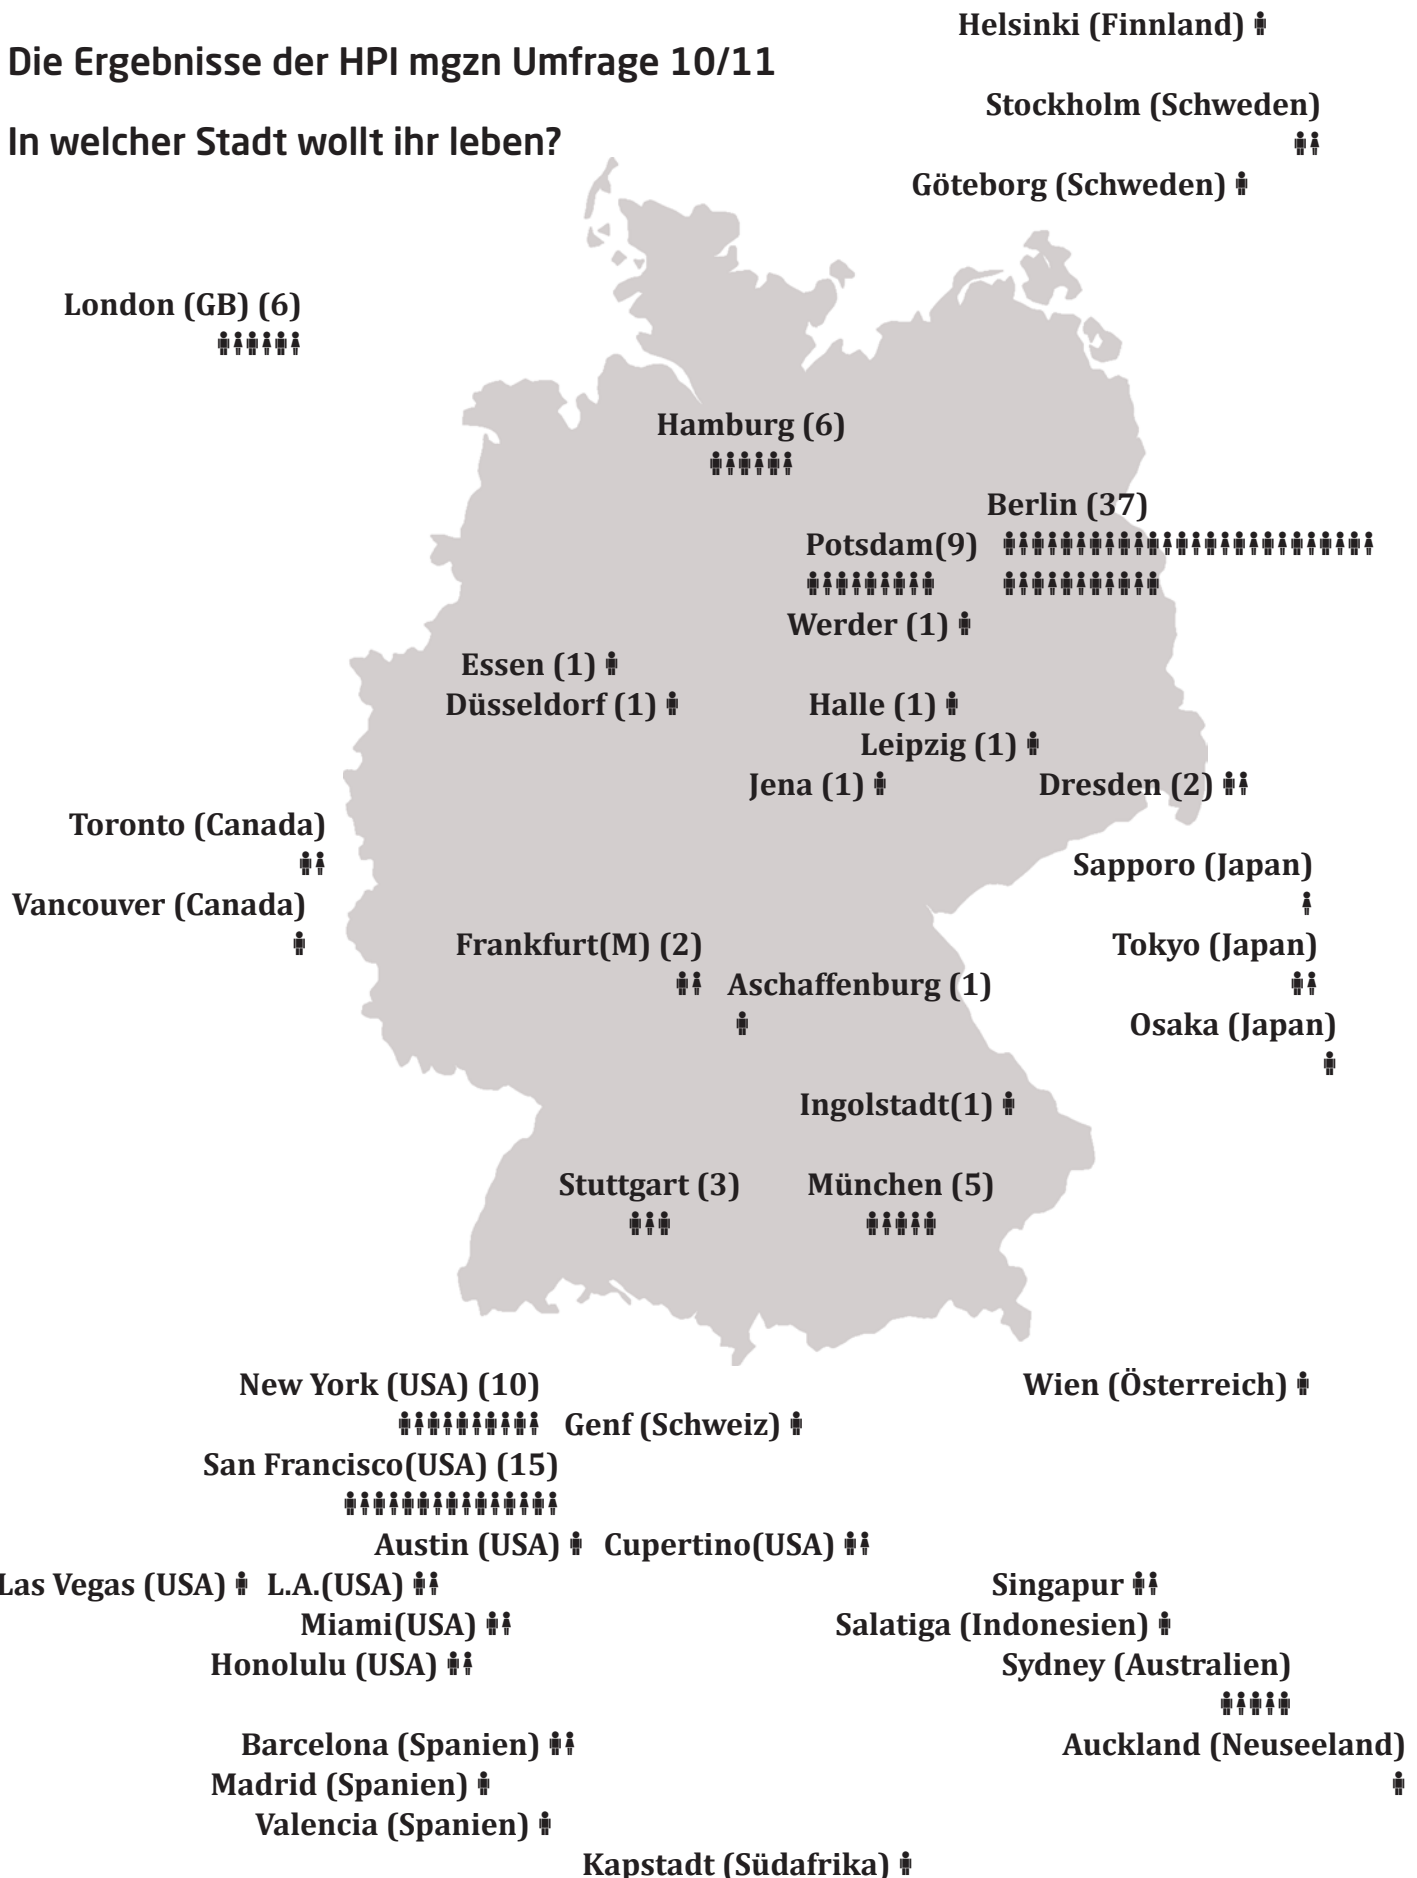 Helsinki (Finnland)
Die Ergebnisse der HPI mgzn Umfrage 10/11
Stockholm (Schweden)
In welcher Stadt wollt ihr leben?
Göteborg (Schweden)
London (GB) (6)
Hamburg (6)
Berlin (37)
Potsdam(9)
Werder (1)
Essen (1)
Düsseldorf (1)
Halle (1)
Leipzig (1)
Jena (1)
Dresden (2)
Toronto (Canada)
Sapporo (Japan)
Vancouver (Canada)
Frankfurt(M) (2)
Tokyo (Japan)
Aschaffenburg (1)
Osaka (Japan)
Ingolstadt(1)
Stuttgart (3)
München (5)
New York (USA) (10)
Wien (Österreich)
Genf (Schweiz)
San Francisco(USA) (15)
Austin (USA)
Cupertino(USA)
Las Vegas (USA)
L.A.(USA)
Singapur
Miami(USA)
Salatiga (Indonesien)
Honolulu (USA)
Sydney (Australien)
Barcelona (Spanien)
Auckland (Neuseeland)
Madrid (Spanien)
Valencia (Spanien)
Kapstadt (Südafrika)